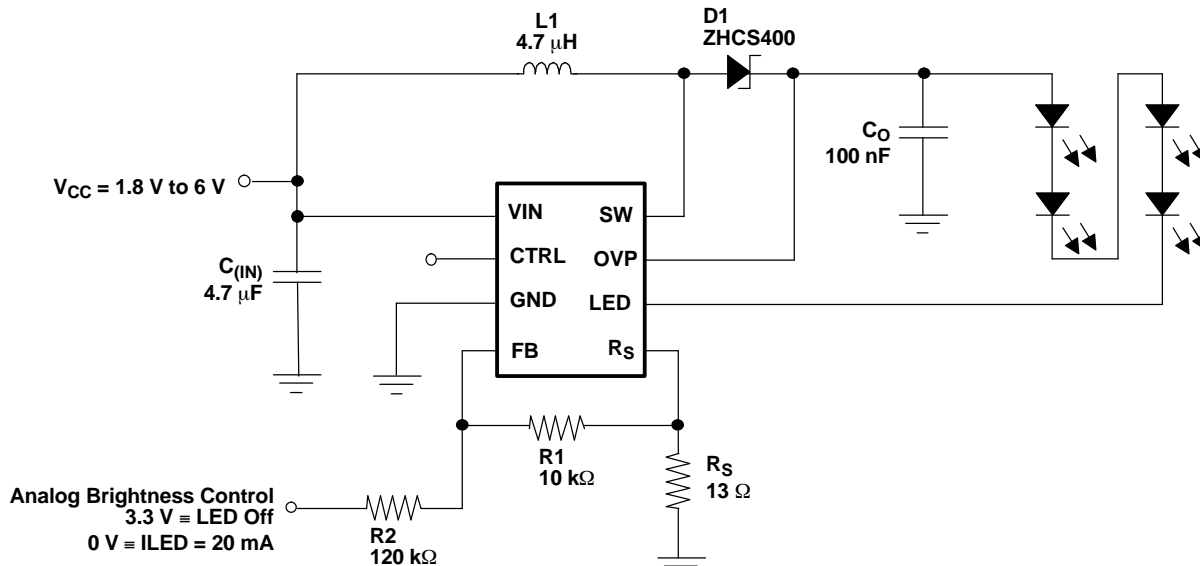 D1
ZHCS400
L1
4.7 μH
CO
100 nF
VCC = 1.8 V to 6 V
VIN
SW
CTRL
OVP
C(IN)
4.7 μF
GND
LED
FB
RS
R1
10 kΩ
RS
13 Ω
Analog Brightness Control
3.3 V ≡ LED Off
0 V ≡ ILED = 20 mA
R2
120 kΩ